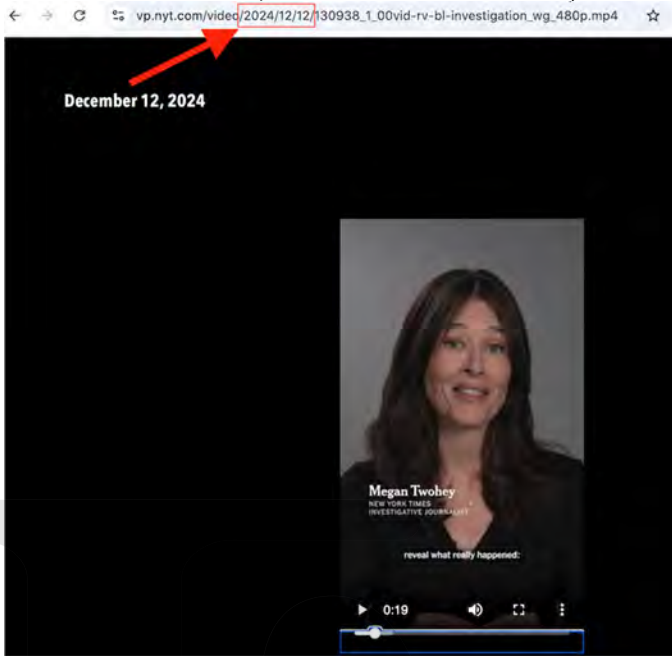 vp.nyt.com/video/2024/12/12/130938_1_00vid-rv-bl-investigation_wg_480p.mp4
December 12, 2024
Megan Twohey
NEW YORK TIMES
INVESTIGATIVE JOURNALIST
reveal what really happened:
0:19